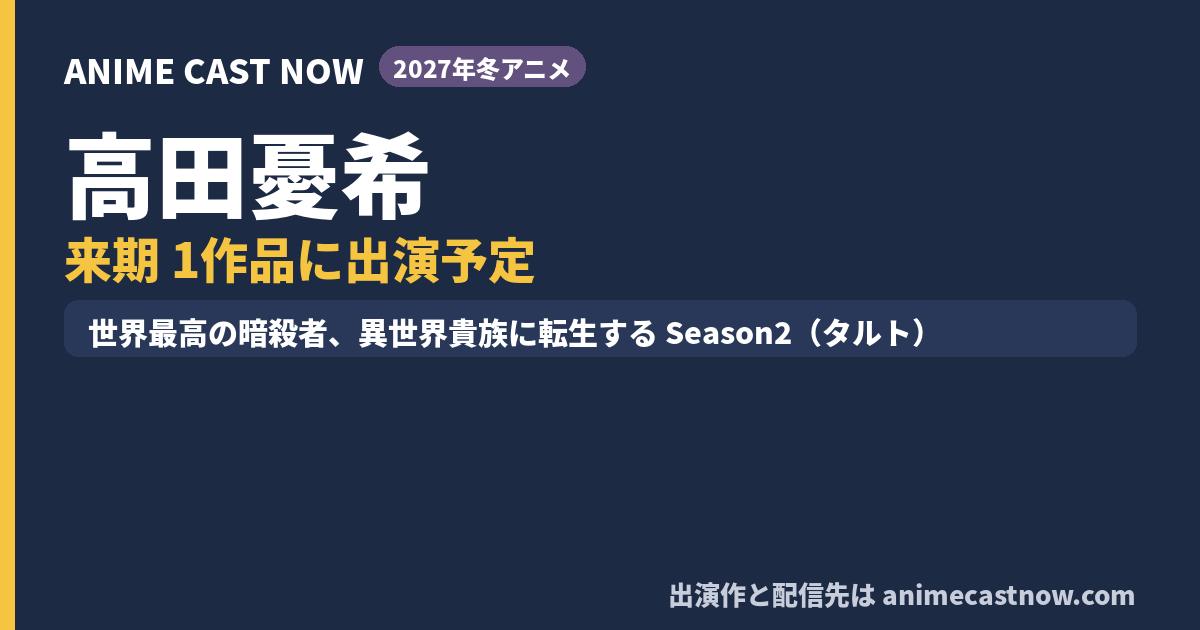 ANIME CAST NOW 2027年冬アニメ
高田憂希
来期 1作品に出演予定
世界最高の暗殺者、異世界貴族に転生する Season2（タルト）
出演作と配信先は animecastnow.com